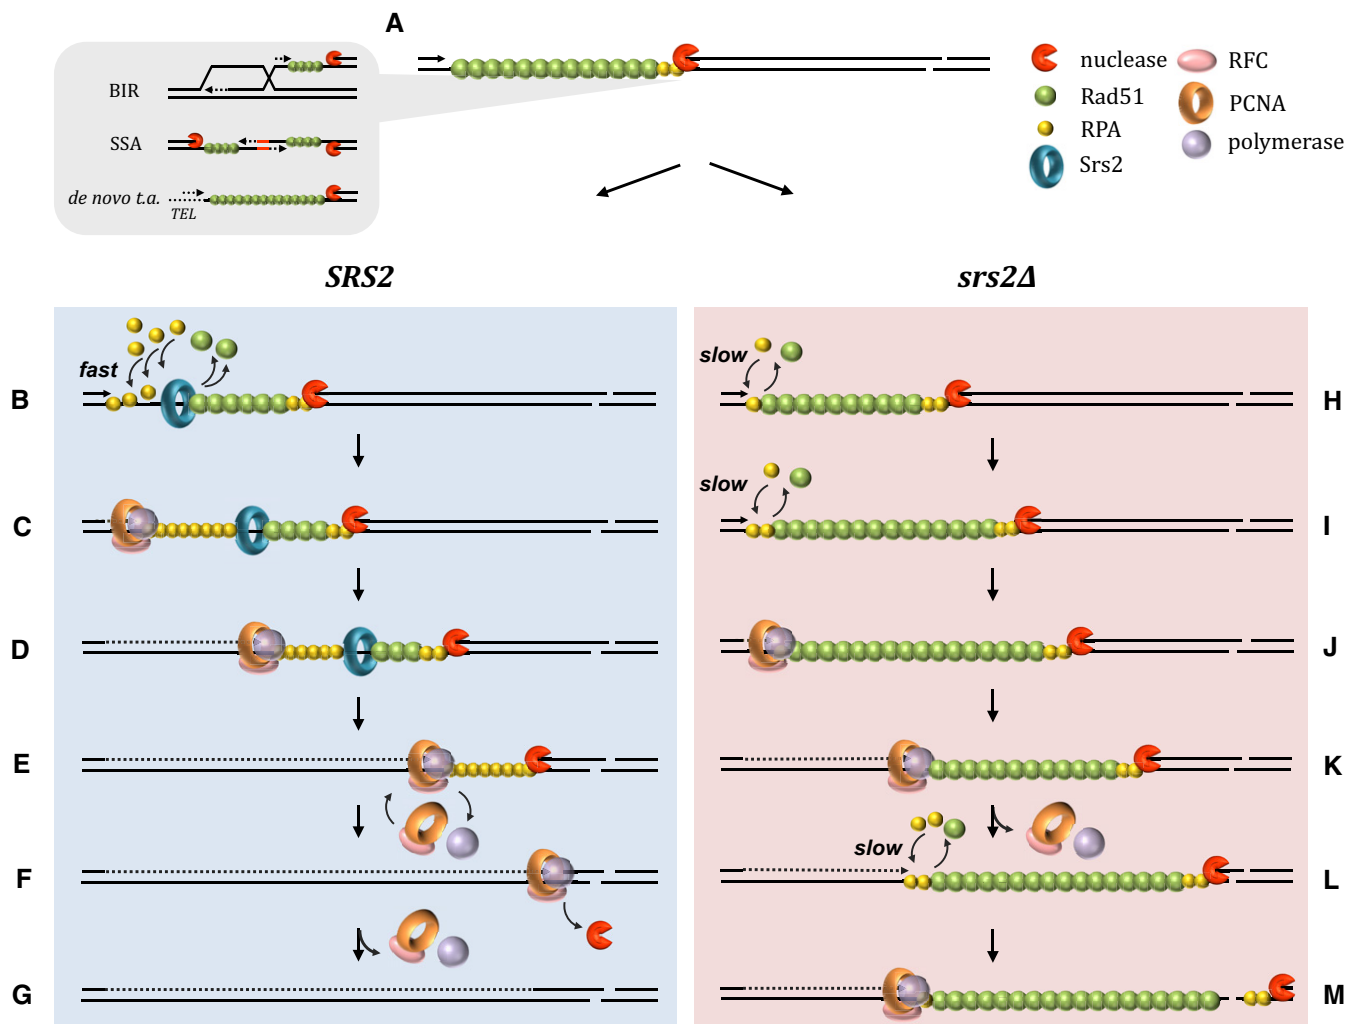 A
BIR
SSA
de novo t.a.
TEL
nuclease
RFC
Rad51
PCNA
RPA
polymerase
Srs2
SRS2
srs2Δ
fast
B
slow
H
C
slow
I
D
J
E
K
slow
F
L
G
M